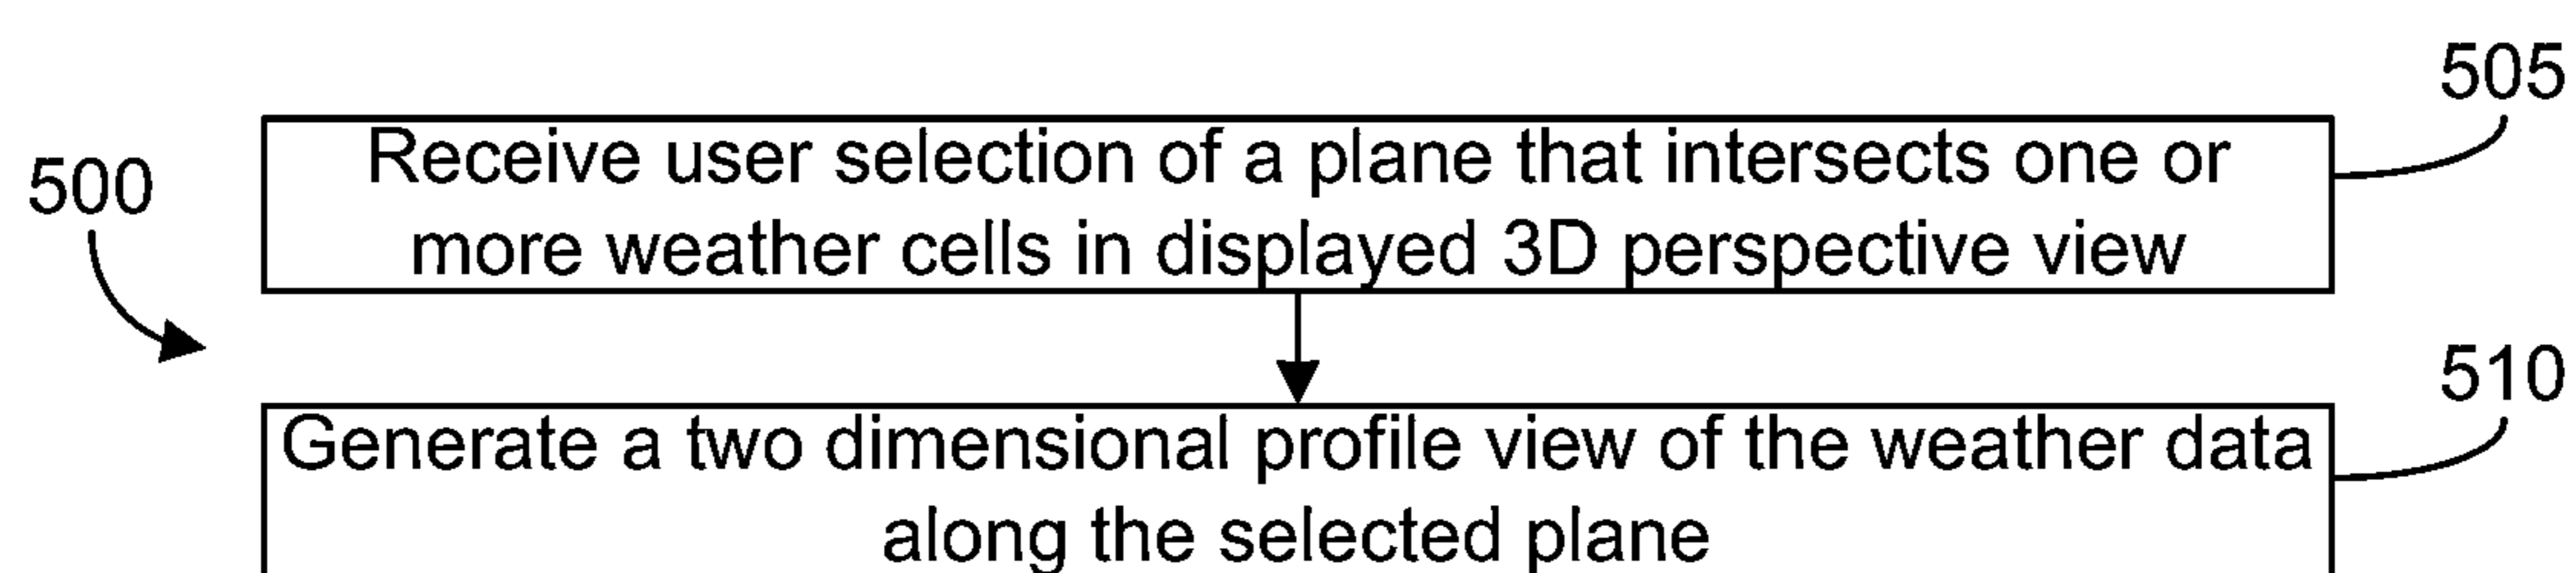 505
Receive user selection of a plane that intersects one or
500
more weather cells in displayed 3D perspective view
510
Generate a two dimensional profile view of the weather data
along the selected plane